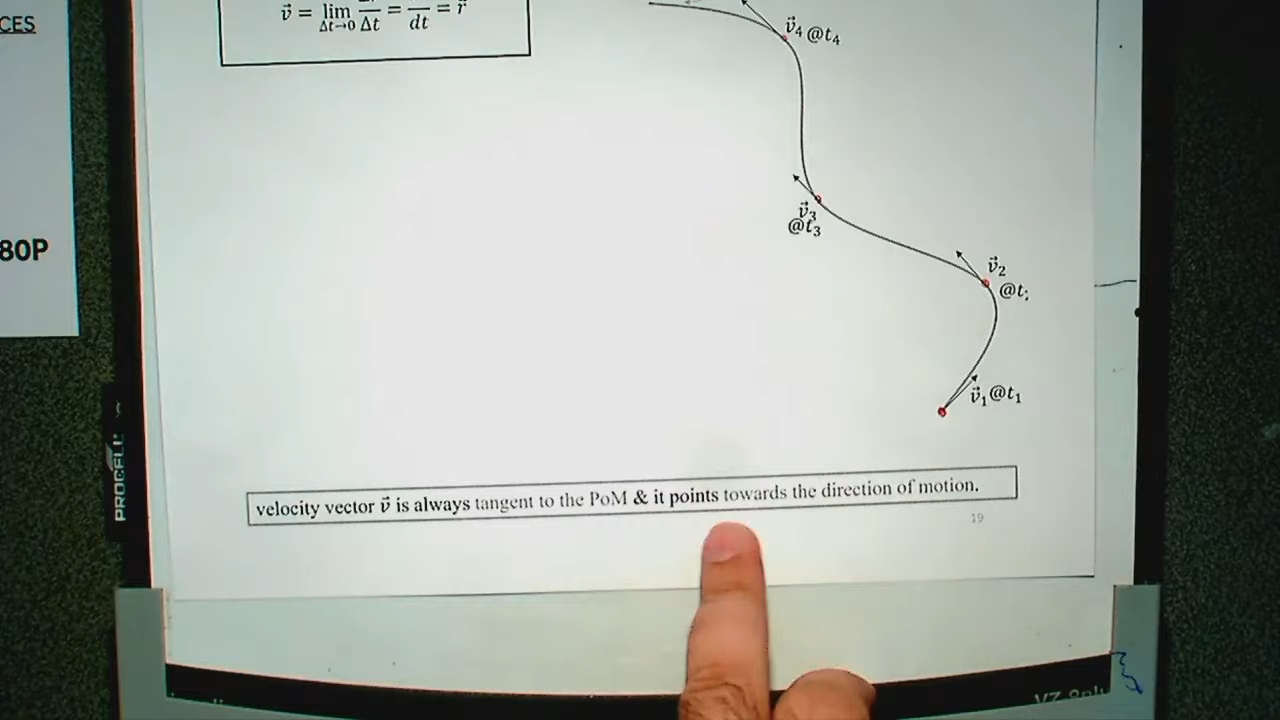 CES
80P
v⃗ = lim Δt→0 Δt = dt = r⃗
v⃗₄ @t₄
v⃗₃
@t₃
v⃗₂
@t
v⃗₁@t₁
velocity vector v⃗ is always tangent to the PoM & it points towards the direction of motion.
19
PROCELL